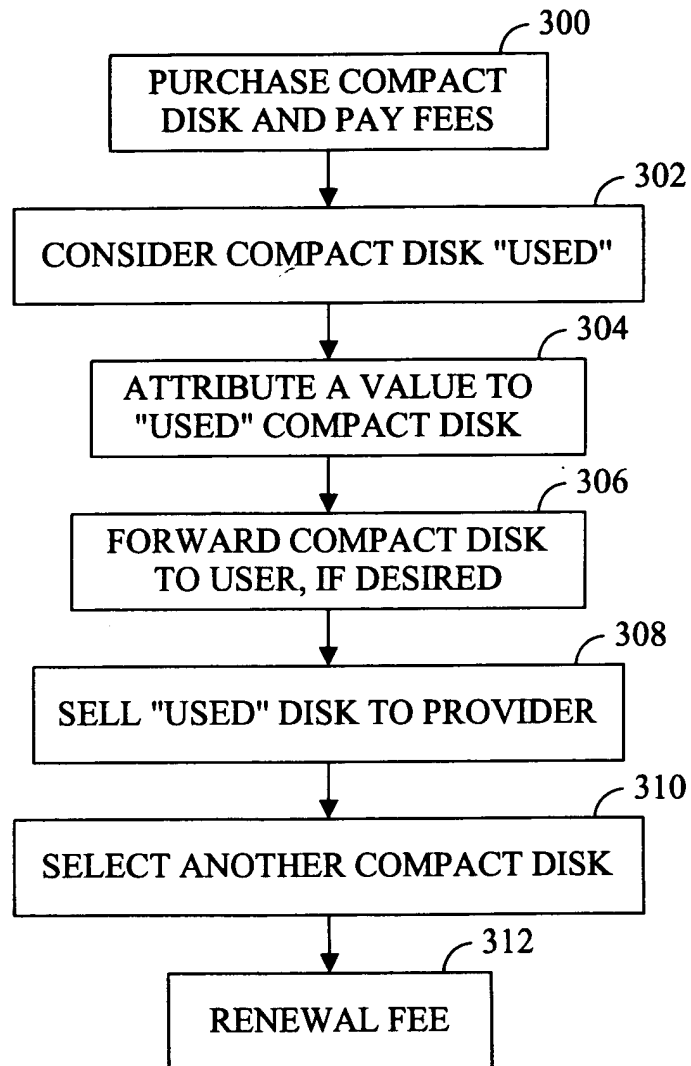 300
PURCHASE COMPACT
DISK AND PAY FEES
302
CONSIDER COMPACT DISK "USED"
304
ATTRIBUTE A VALUE TO
"USED" COMPACT DISK
306
FORWARD COMPACT DISK
TO USER, IF DESIRED
308
SELL "USED" DISK TO PROVIDER
310
SELECT ANOTHER COMPACT DISK
312
RENEWAL FEE